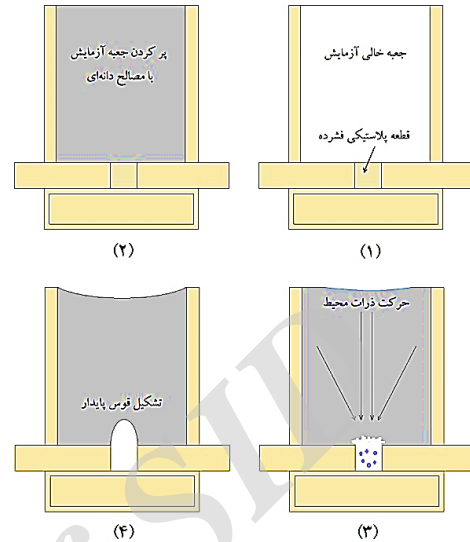 جعبه خالی آزمایش
قطعه پلاستیکی فشرده
(۱)
پر کردن جعبه آزمایش
با مصالح دانه‌ای
(۲)
حرکت ذرات محیط
(۳)
تشکیل قوس پایدار
(۴)
SID